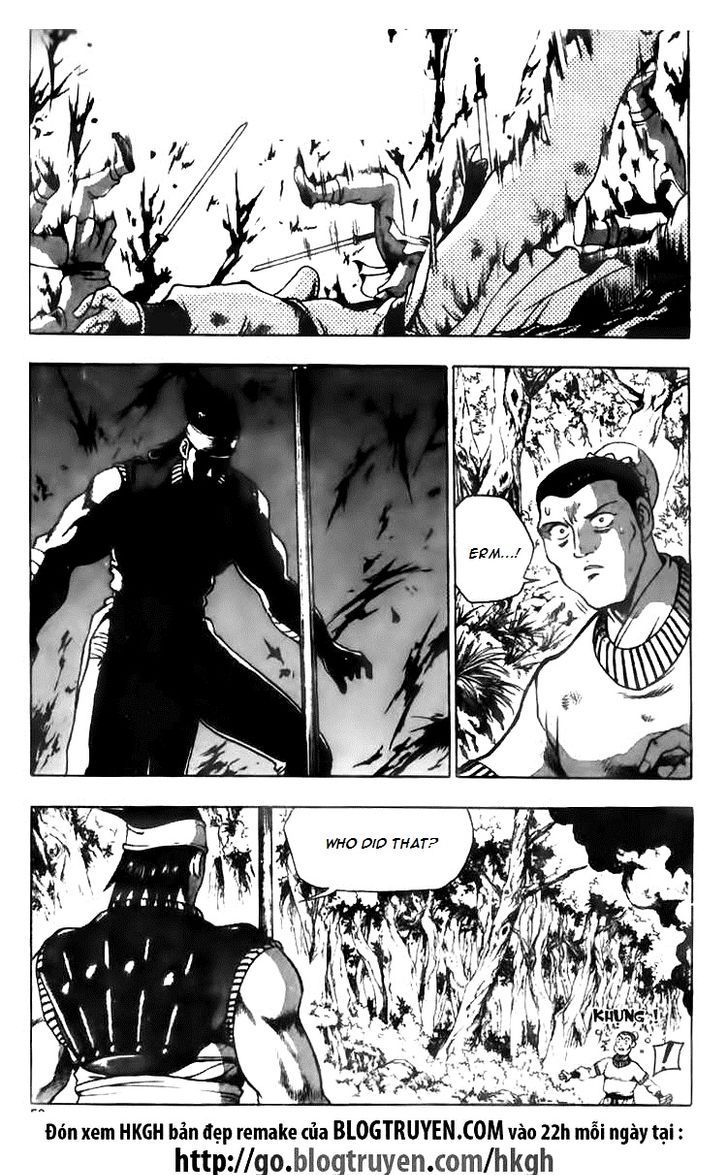 ERM...!
WHO DID THAT?
KHỰNG !
!
Đón xem HKGH bản đẹp remake của BLOGTRUYEN.COM vào 22h mỗi ngày tại :
http://go.blogtruyen.com/hkgh